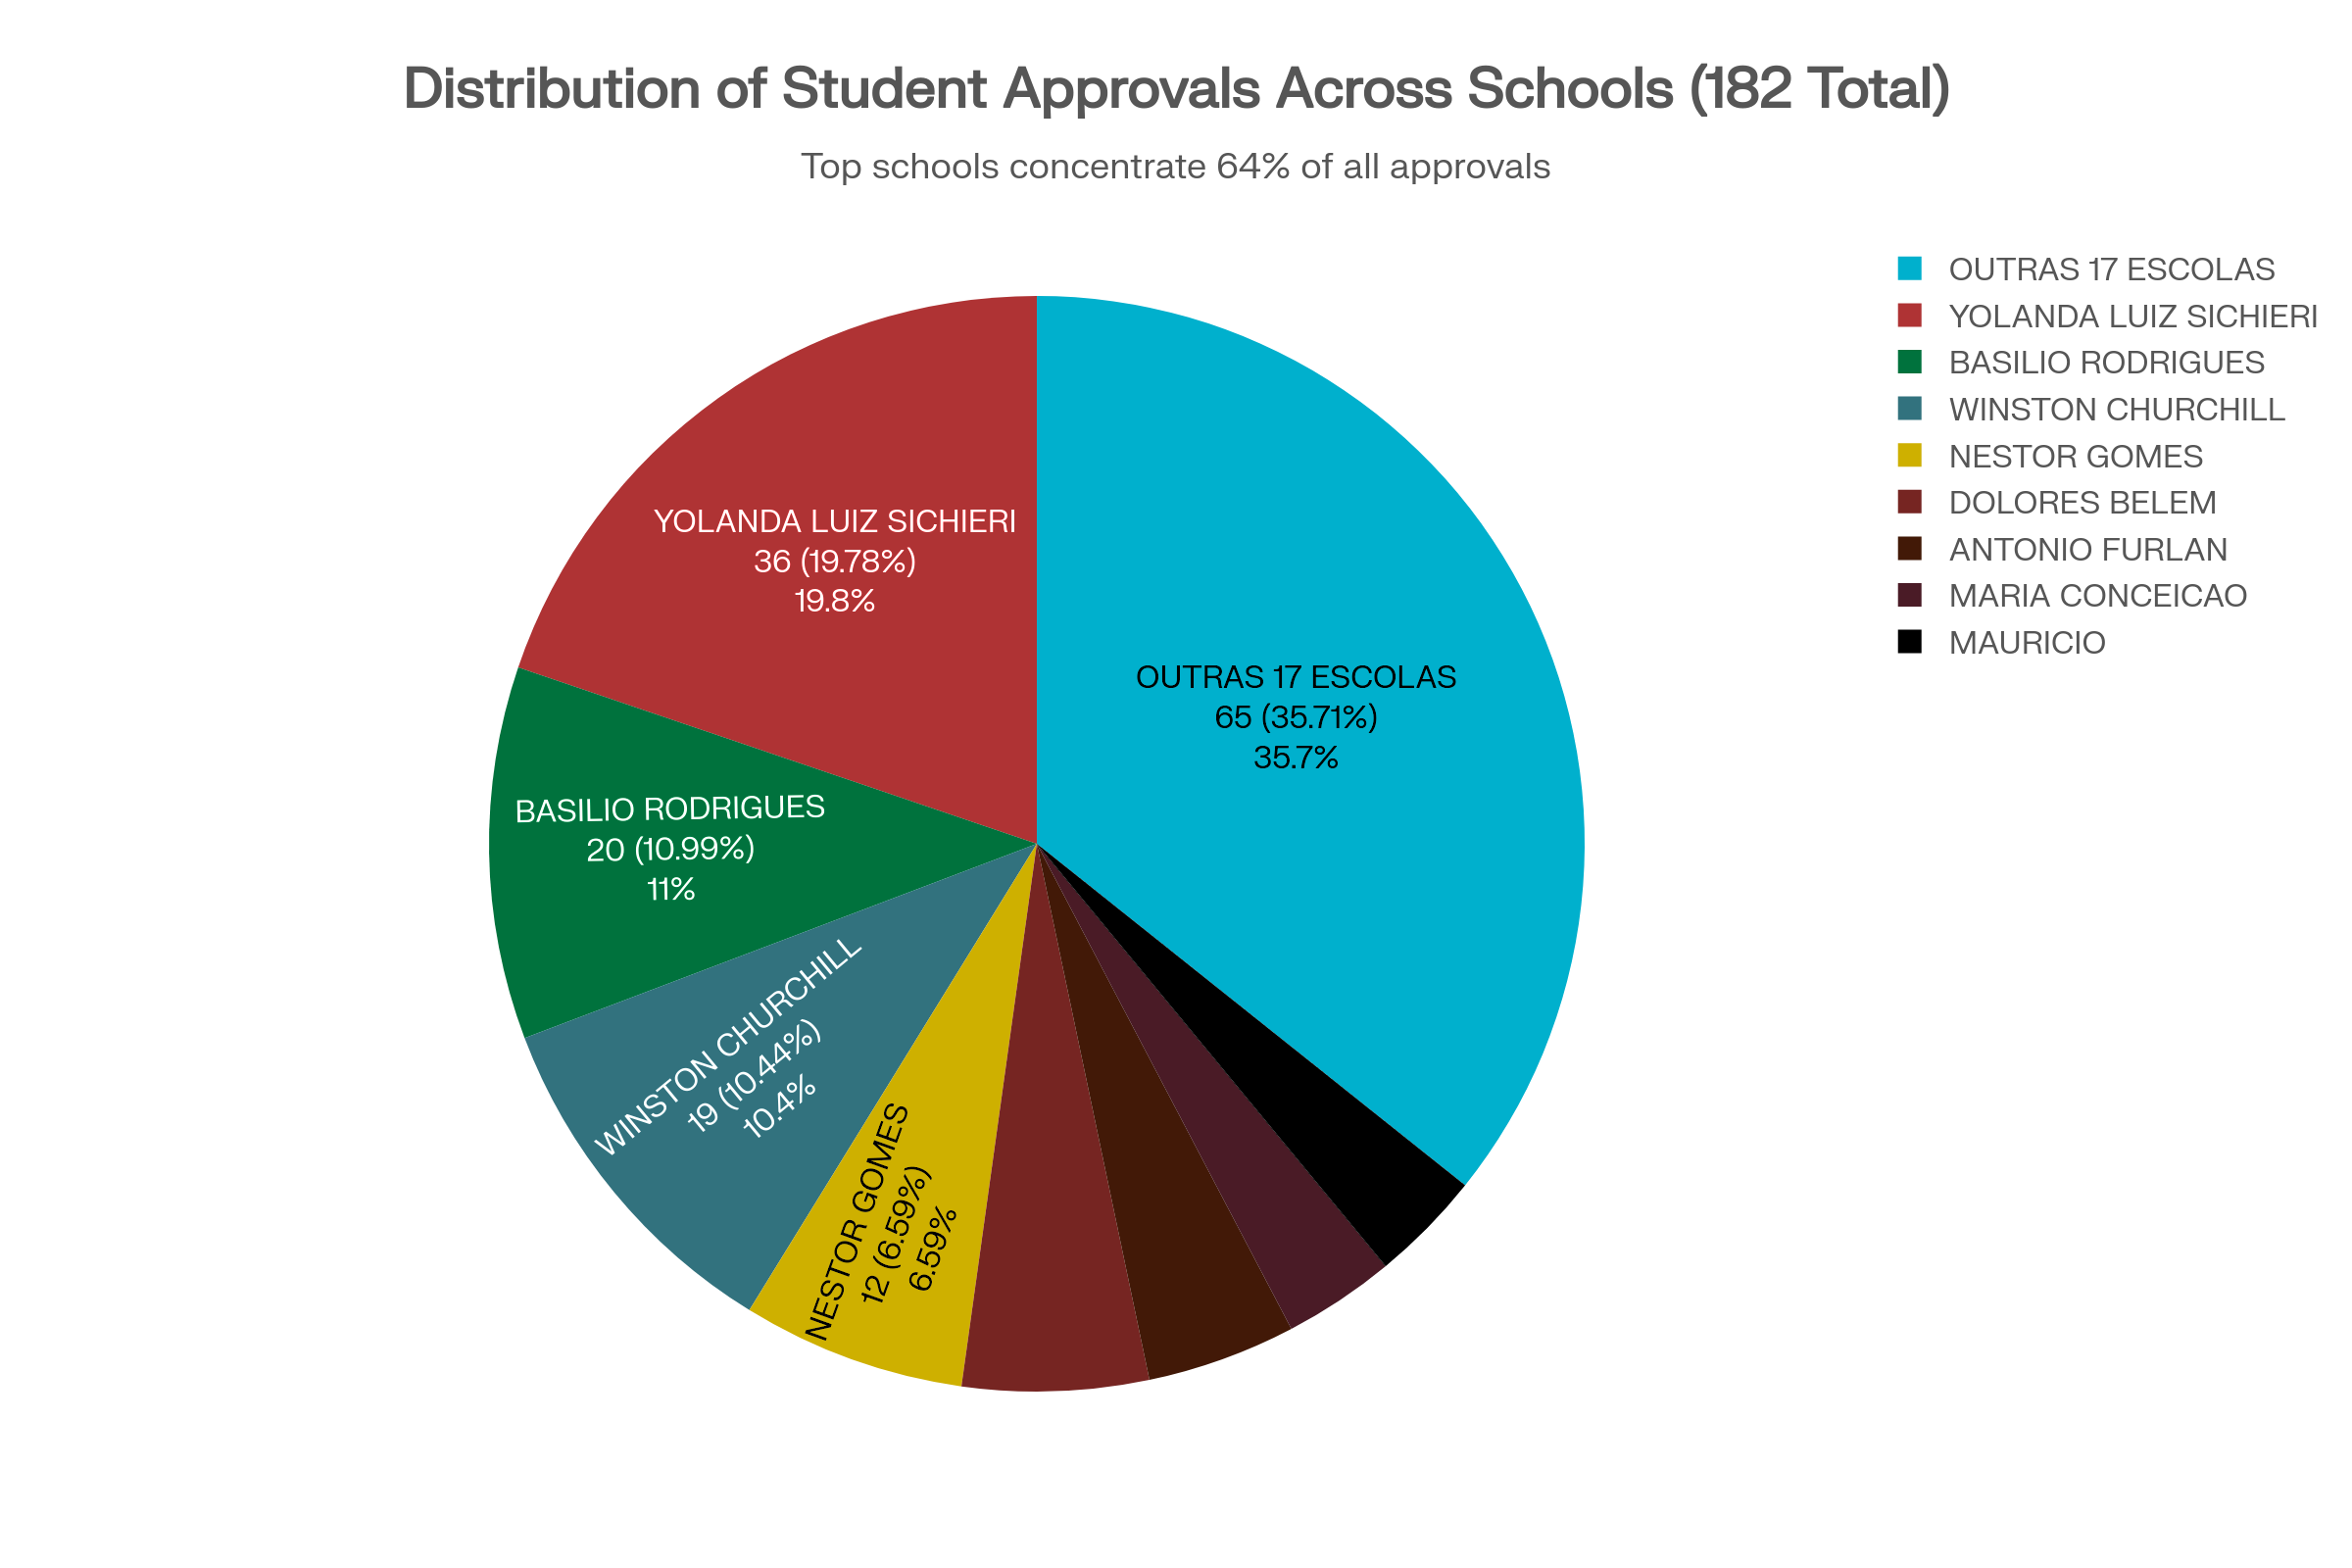 Distribution of Student Approvals Across Schools (182 Total)
Top schools concentrate 64% of all approvals
OUTRAS 17 ESCOLAS
YOLANDA LUIZ SICHIERI
BASILIO RODRIGUES
WINSTON CHURCHILL
NESTOR GOMES
DOLORES BELEM
ANTONIO FURLAN
MARIA CONCEICAO
MAURICIO
YOLANDA LUIZ SICHIERI
36 (19.78%)
19.8%
OUTRAS 17 ESCOLAS
65 (35.71%)
35.7%
BASILIO RODRIGUES
20 (10.99%)
11%
WINSTON CHURCHILL
19 (10.44%)
10.4%
NESTOR GOMES
12 (6.59%)
6.59%